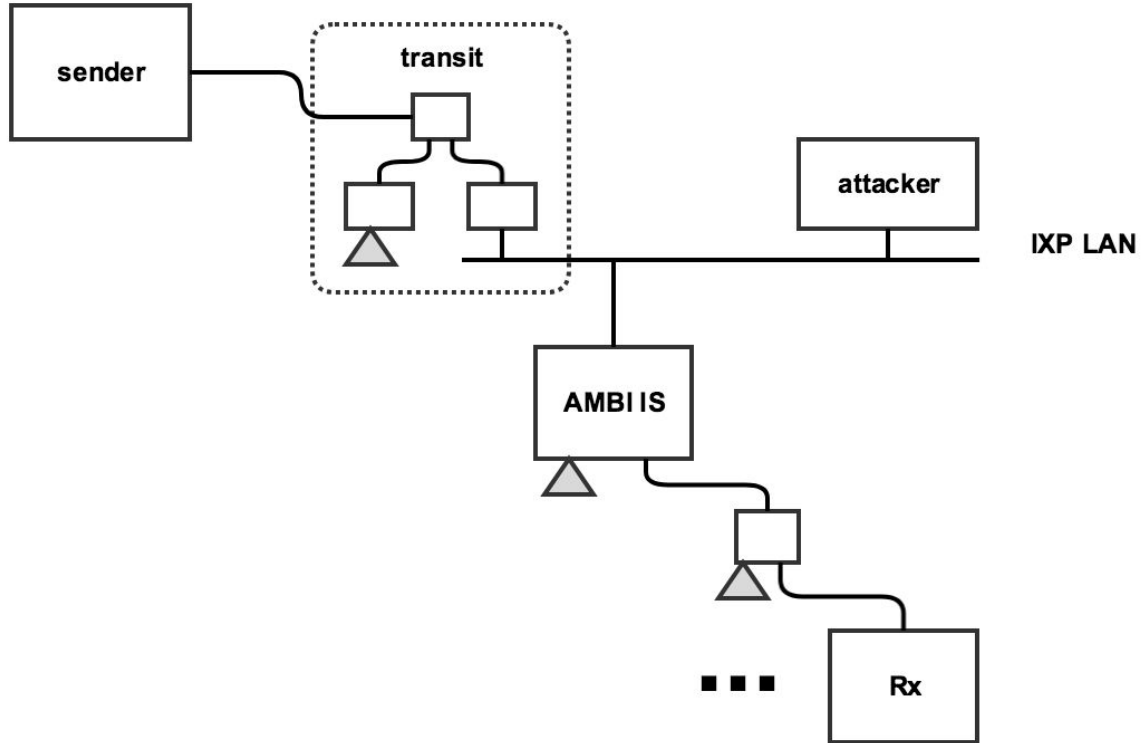 sender
transit
attacker
IXP LAN
AMBI IS
Rx